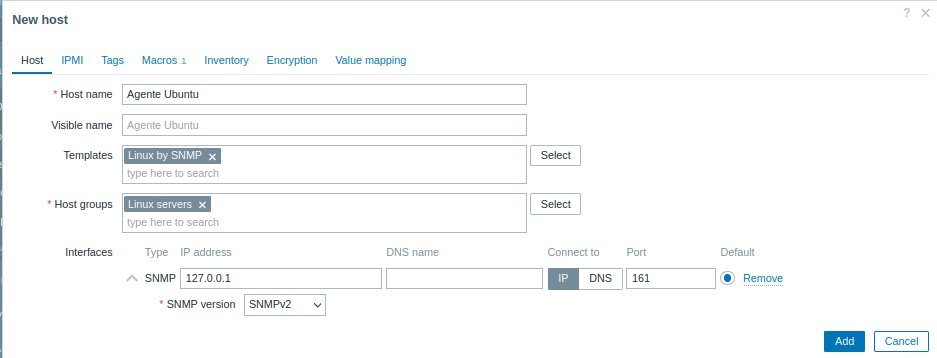 New host
?
Host IPMI Tags Macros 1 Inventory Encryption Value mapping
* Host name Agente Ubuntu
Visible name Agente Ubuntu
Templates Linux by SNMP Select
type here to search
* Host groups Linux servers Select
type here to search
Interfaces Type IP address DNS name Connect to Port Default
SNMP 127.0.0.1 IP DNS 161 Remove
* SNMP version SNMPv2
Add Cancel